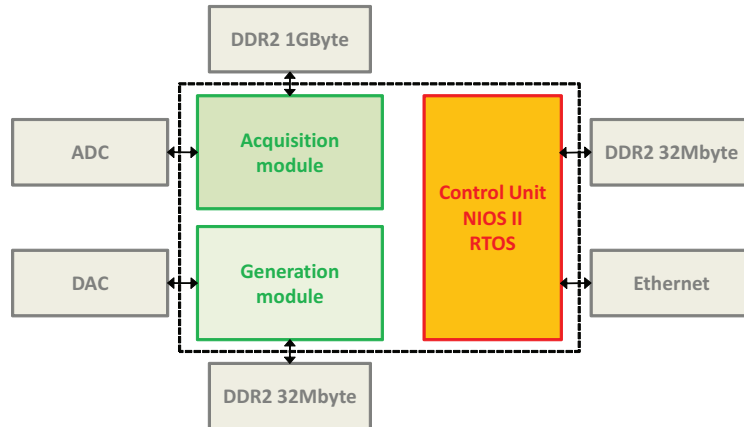 DDR2 1GByte
ADC
Acquisition
module
Control Unit
NIOS II
RTOS
DDR2 32Mbyte
DAC
Generation
module
Ethernet
DDR2 32Mbyte